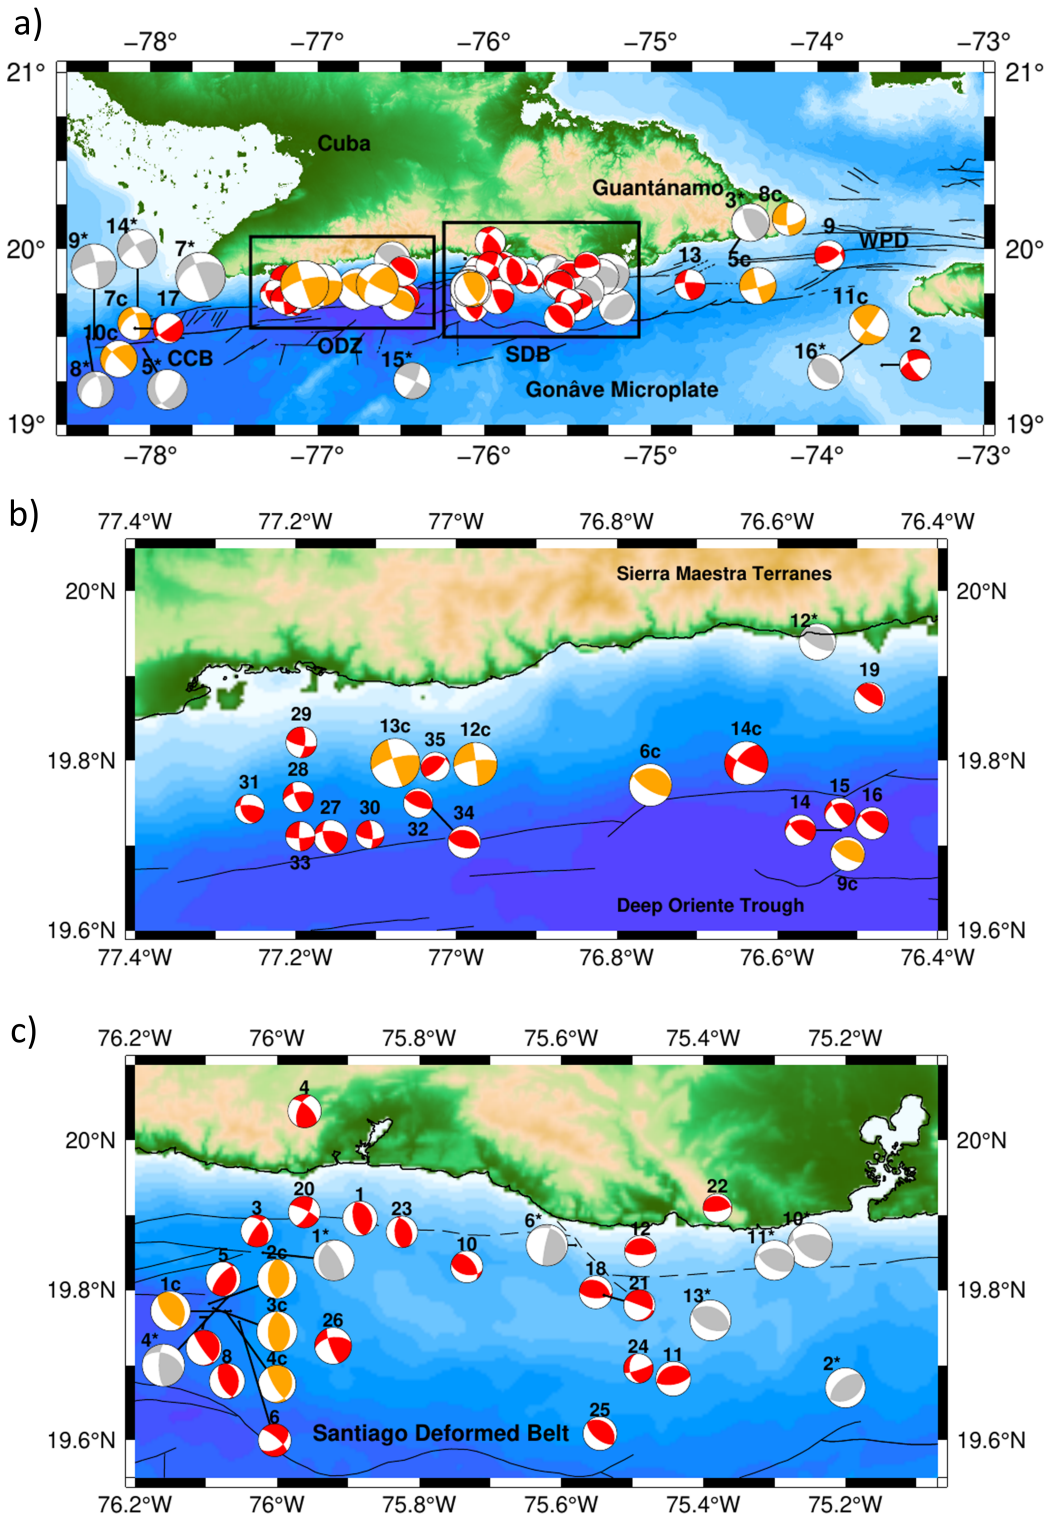 a)
−78° −77° −76° −75° −74° −73°
21° 21°
Cuba
Guantánamo
3* 8c
9* 14* 7*
20° 20°
9 WPD
13 5c
7c 17
11c
10c
ODZ
CCB
SDB
2
8* 5* 15* 16*
Gonâve Microplate
19° 19°
−78° −77° −76° −75° −74° −73°
b)
77.4°W 77.2°W 77°W 76.8°W 76.6°W 76.4°W
20°N 20°N
Sierra Maestra Terranes
12*
19
29 13c 35 12c
14c
6c
19.8°N 19.8°N
31 28
15 16
14
27 30 32 34
33
9c
Deep Oriente Trough
19.6°N 19.6°N
77.4°W 77.2°W 77°W 76.8°W 76.6°W 76.4°W
c)
76.2°W 76°W 75.8°W 75.6°W 75.4°W 75.2°W
4
20°N 20°N
22
20 1
3 23
6* 12 10*
1* 11*
2c 10
5
18 21
1c
19.8°N 19.8°N
3c 13*
26
4* 7
24 11
8 4c 2*
6 25
Santiago Deformed Belt
19.6°N 19.6°N
76.2°W 76°W 75.8°W 75.6°W 75.4°W 75.2°W